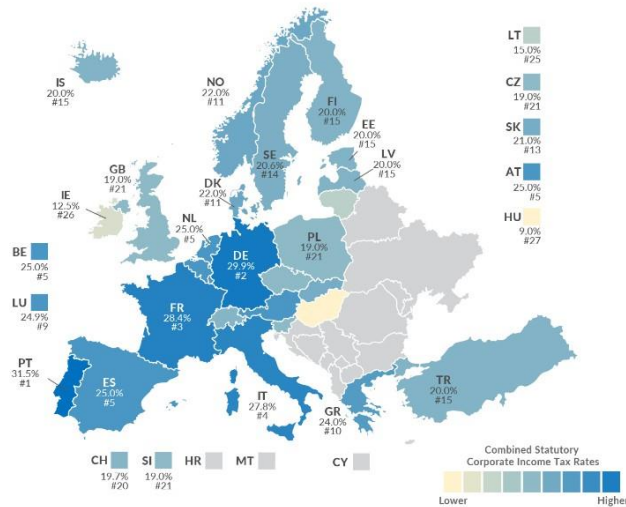 IS
20.0%
#15
NO
22.0%
#11
FI
20.0%
#15
SE
20.6%
#14
EE
20.0%
#15
LV
20.0%
#15
LT
15.0%
#25
CZ
19.0%
#21
SK
21.0%
#13
AT
25.0%
#5
HU
9.0%
#27
GB
19.0%
#21
IE
12.5%
#26
DK
22.0%
#11
NL
25.0%
#5
BE
25.0%
#5
LU
24.9%
#9
DE
29.9%
#2
PL
19.0%
#21
FR
28.4%
#3
PT
31.5%
#1
ES
25.0%
#5
IT
27.8%
#4
GR
24.0%
#10
TR
20.0%
#15
CH
19.7%
#20
SI
19.0%
#21
HR
MT
CY
Combined Statutory
Corporate Income Tax Rates
Lower
Higher